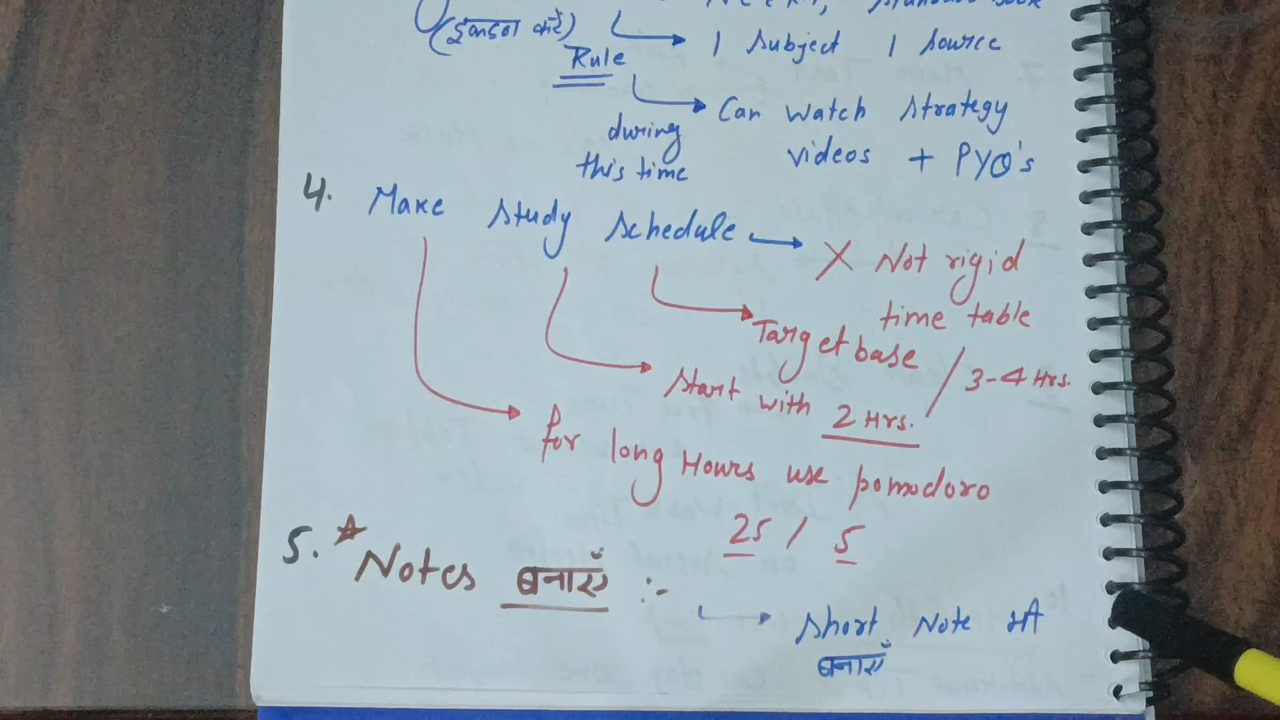 (इकट्ठा करें)
→ 1 Subject 1 Source
Rule
→ Can watch strategy
during
this time
videos + PYQ's
4. Make study schedule → X Not rigid
time table
→ Target base
→ Start with 2 Hrs. / 3-4 Hrs.
→ for long Hours use pomodoro
25 / 5
5. ☆ Notes बनाएँ :-
→ Short Note भी
बनाएँ